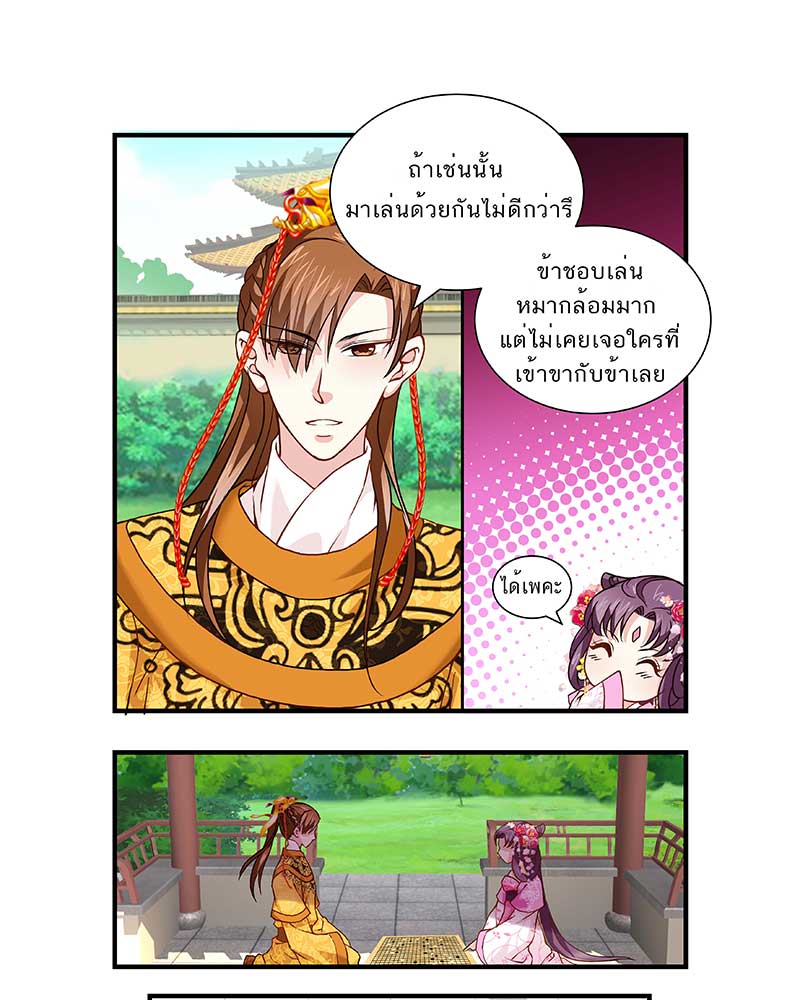 ถ้าเช่นนั้น
มาเล่นด้วยกันไม่ดีกว่ารึ
ข้าชอบเล่น
หมากล้อมมาก
แต่ไม่เคยเจอใครที่
เข้าขากับข้าเลย
ได้เพคะ